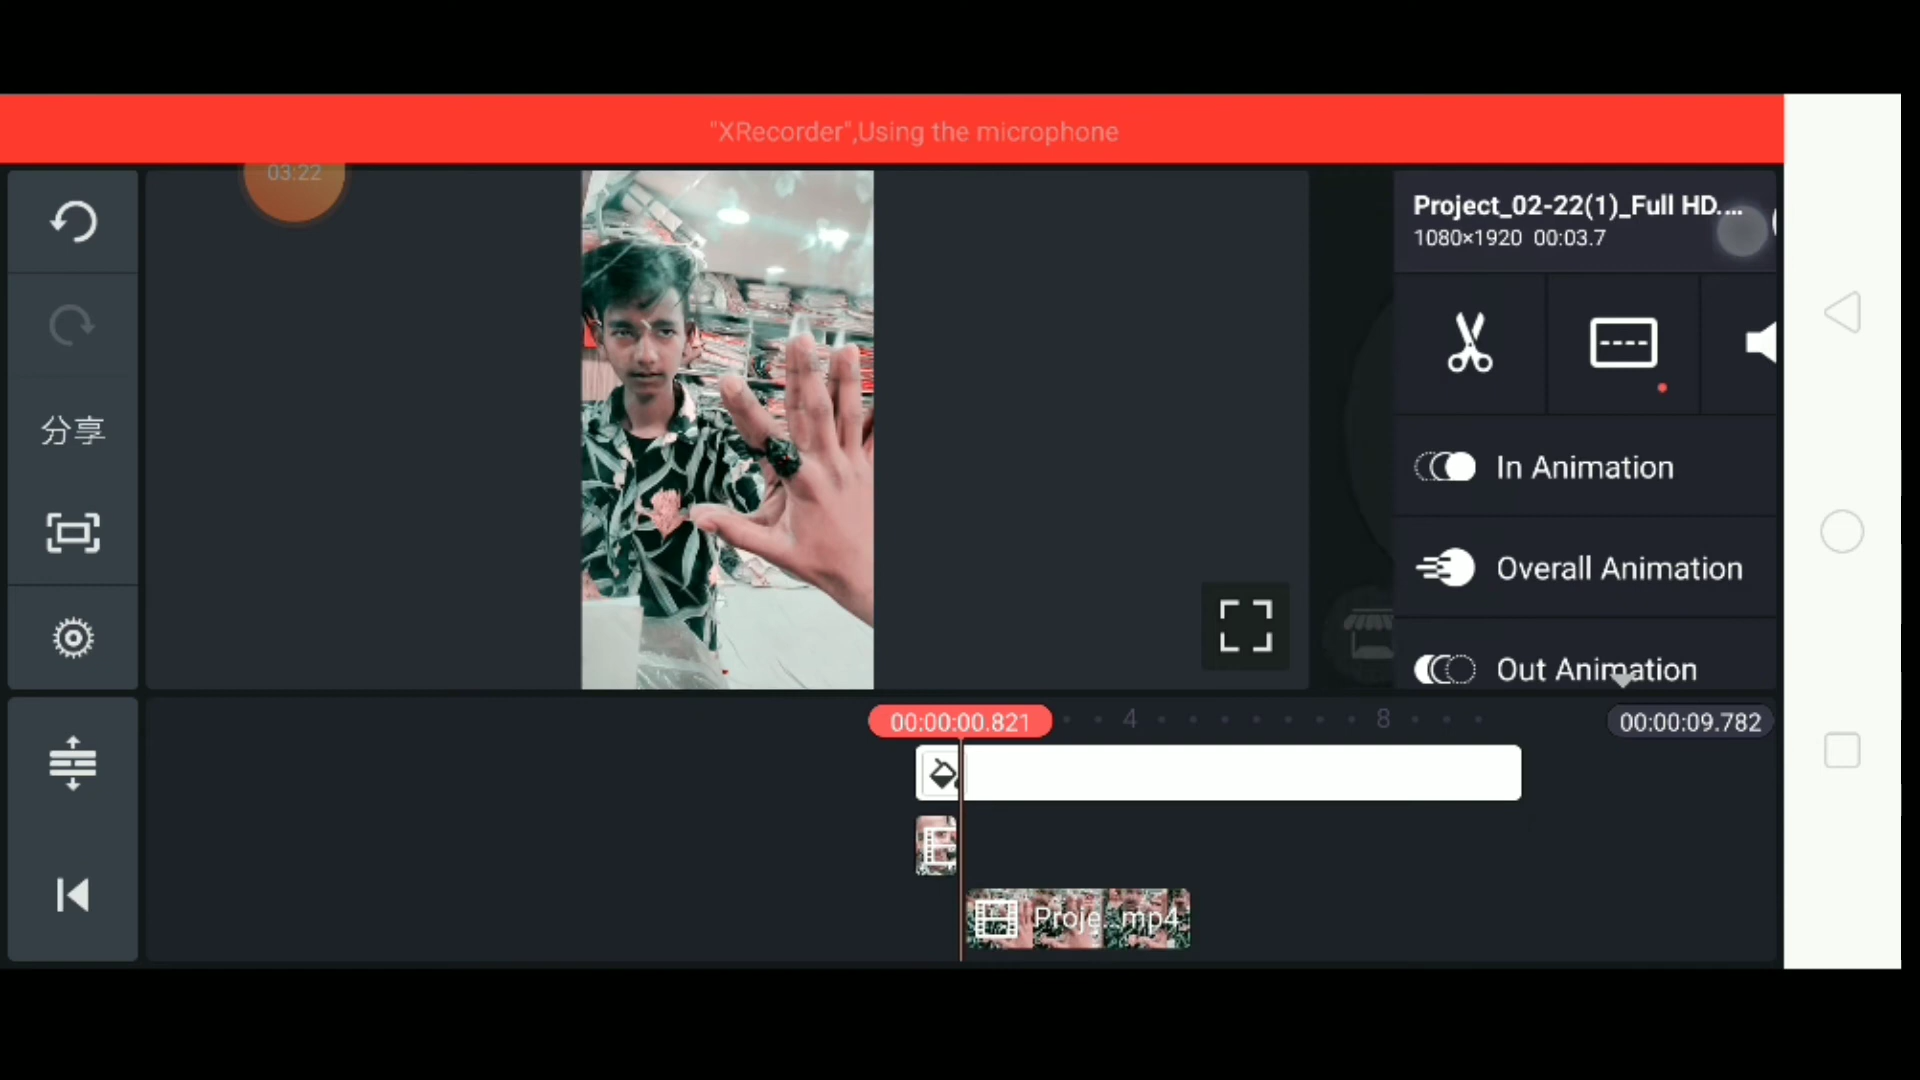 "XRecorder",Using the microphone
03:22
Project_02-22(1)_Full HD....
1080×1920 00:03.7
分享
In Animation
Overall Animation
Out Animation
00:00:00.821
4
8
00:00:09.782
Proje...mp4